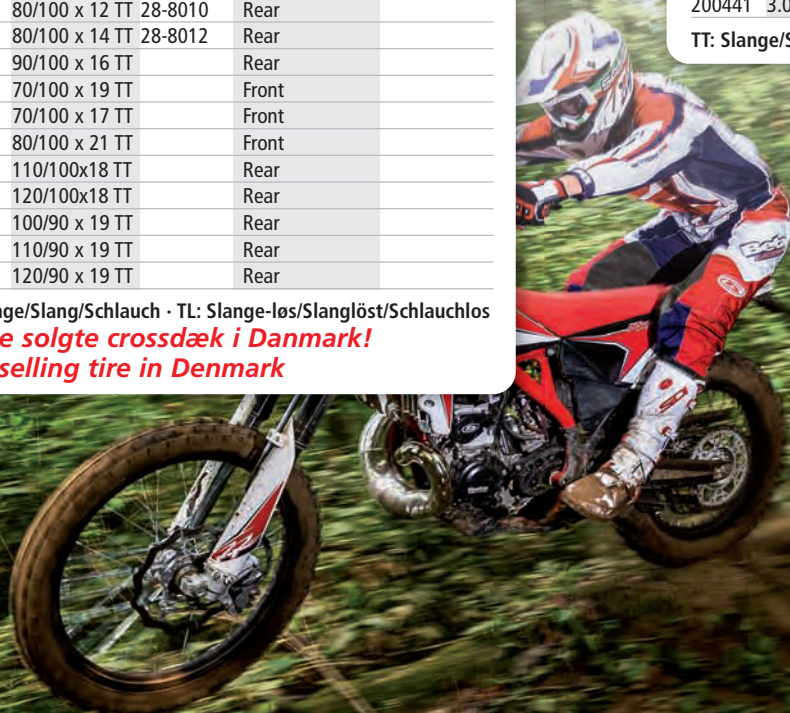 80/100 x 12 TT 28-8010 Rear
80/100 x 14 TT 28-8012 Rear
90/100 x 16 TT Rear
70/100 x 19 TT Front
70/100 x 17 TT Front
80/100 x 21 TT Front
110/100x18 TT Rear
120/100x18 TT Rear
100/90 x 19 TT Rear
110/90 x 19 TT Rear
120/90 x 19 TT Rear
nge/Slang/Schlauch · TL: Slange-løs/Slanglöst/Schlauchlos
e solgte crossdæk i Danmark!
selling tire in Denmark
200441 3.0
TT: Slange/S
Beta